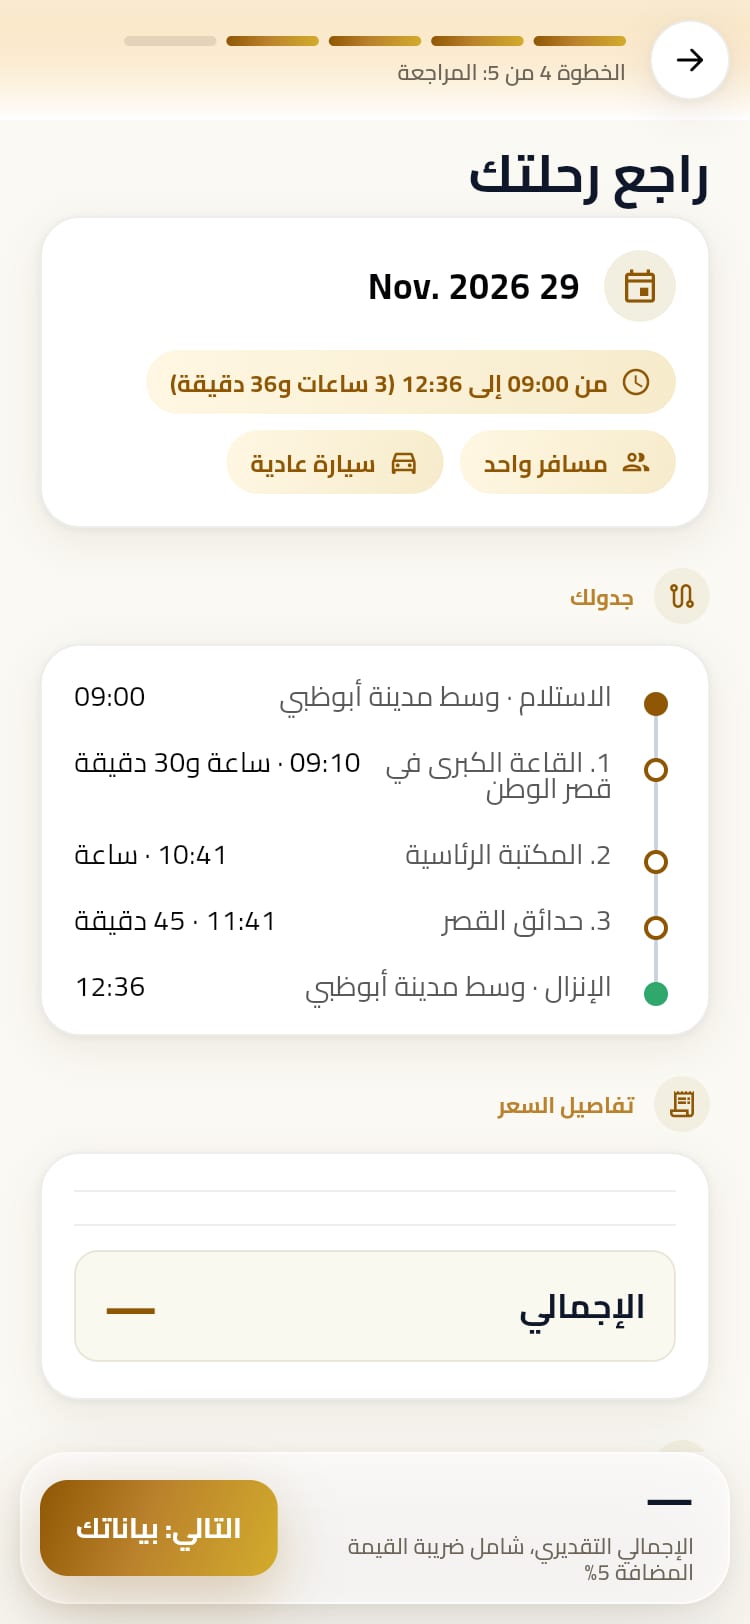 الخطوة 4 من 5: المراجعة
راجع رحلتك
29 Nov. 2026
من 09:00 إلى 12:36 (3 ساعات و36 دقيقة)
مسافر واحد
سيارة عادية
جدولك
الاستلام · وسط مدينة أبوظبي 09:00
1. القاعة الكبرى في 09:10 · ساعة و30 دقيقة
قصر الوطن
2. المكتبة الرئاسية 10:41 · ساعة
3. حدائق القصر 11:41 · 45 دقيقة
الإنزال · وسط مدينة أبوظبي 12:36
تفاصيل السعر
الإجمالي —
—
الإجمالي التقديري، شامل ضريبة القيمة
المضافة 5%
التالي: بياناتك